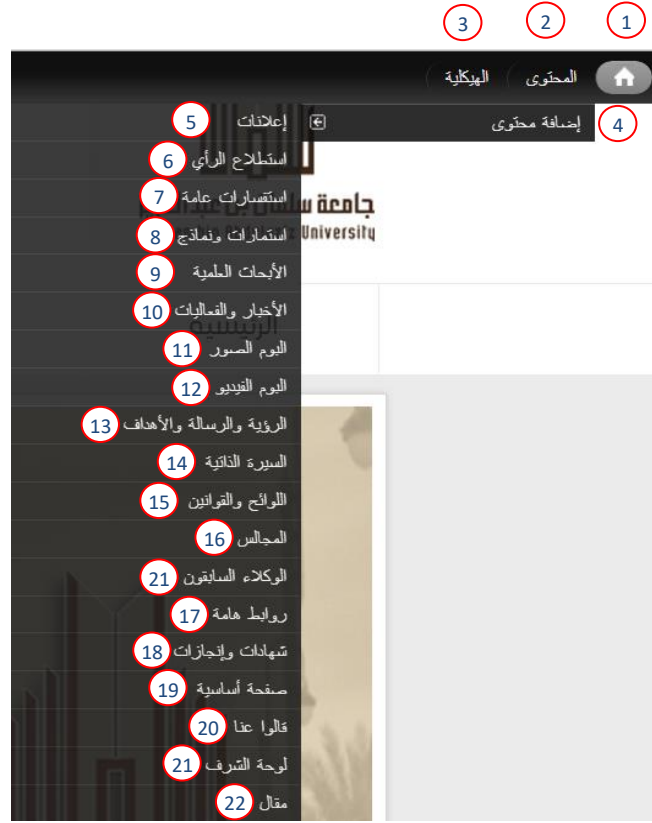 1 2 3
المحتوى الهيكلية
4 إضافة محتوى
إعلانات 5
استطلاع الرأي 6
استفسارات عامة 7
استمارات ونماذج 8
الأبحاث العلمية 9
الأخبار والفعاليات 10
البوم الصور 11
البوم الفيديو 12
الرؤية والرسالة والأهداف 13
السيرة الذاتية 14
اللوائح والقوانين 15
المجالس 16
الوكلاء السابقون 21
روابط هامة 17
شهادات وإنجازات 18
صفحة أساسية 19
قالوا عنا 20
لوحة الشرف 21
مقال 22
جامعة
University
الرئيسية